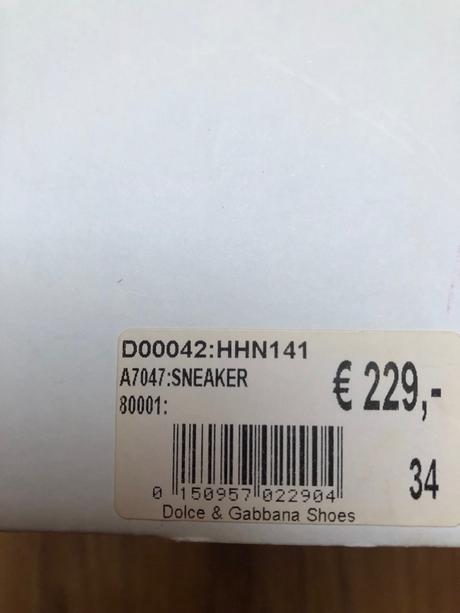 D00042:HHN141
A7047:SNEAKER
€ 229,-
80001:
0 150957 022904
34
Dolce & Gabbana Shoes